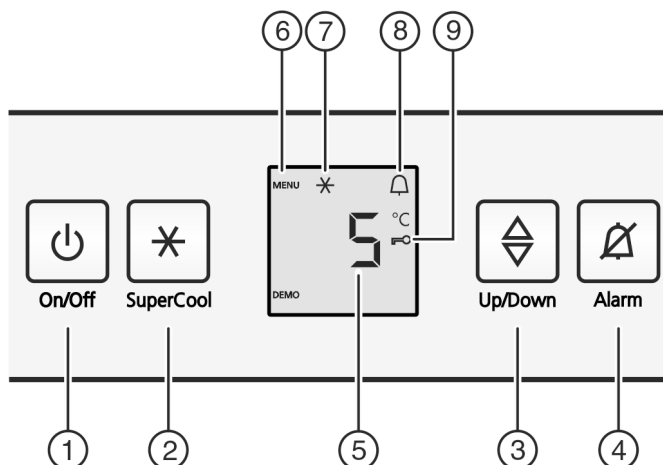 6 7 8 9
MENU
°C
5
DEMO
On/Off SuperCool Up/Down Alarm
1 2 5 3 4